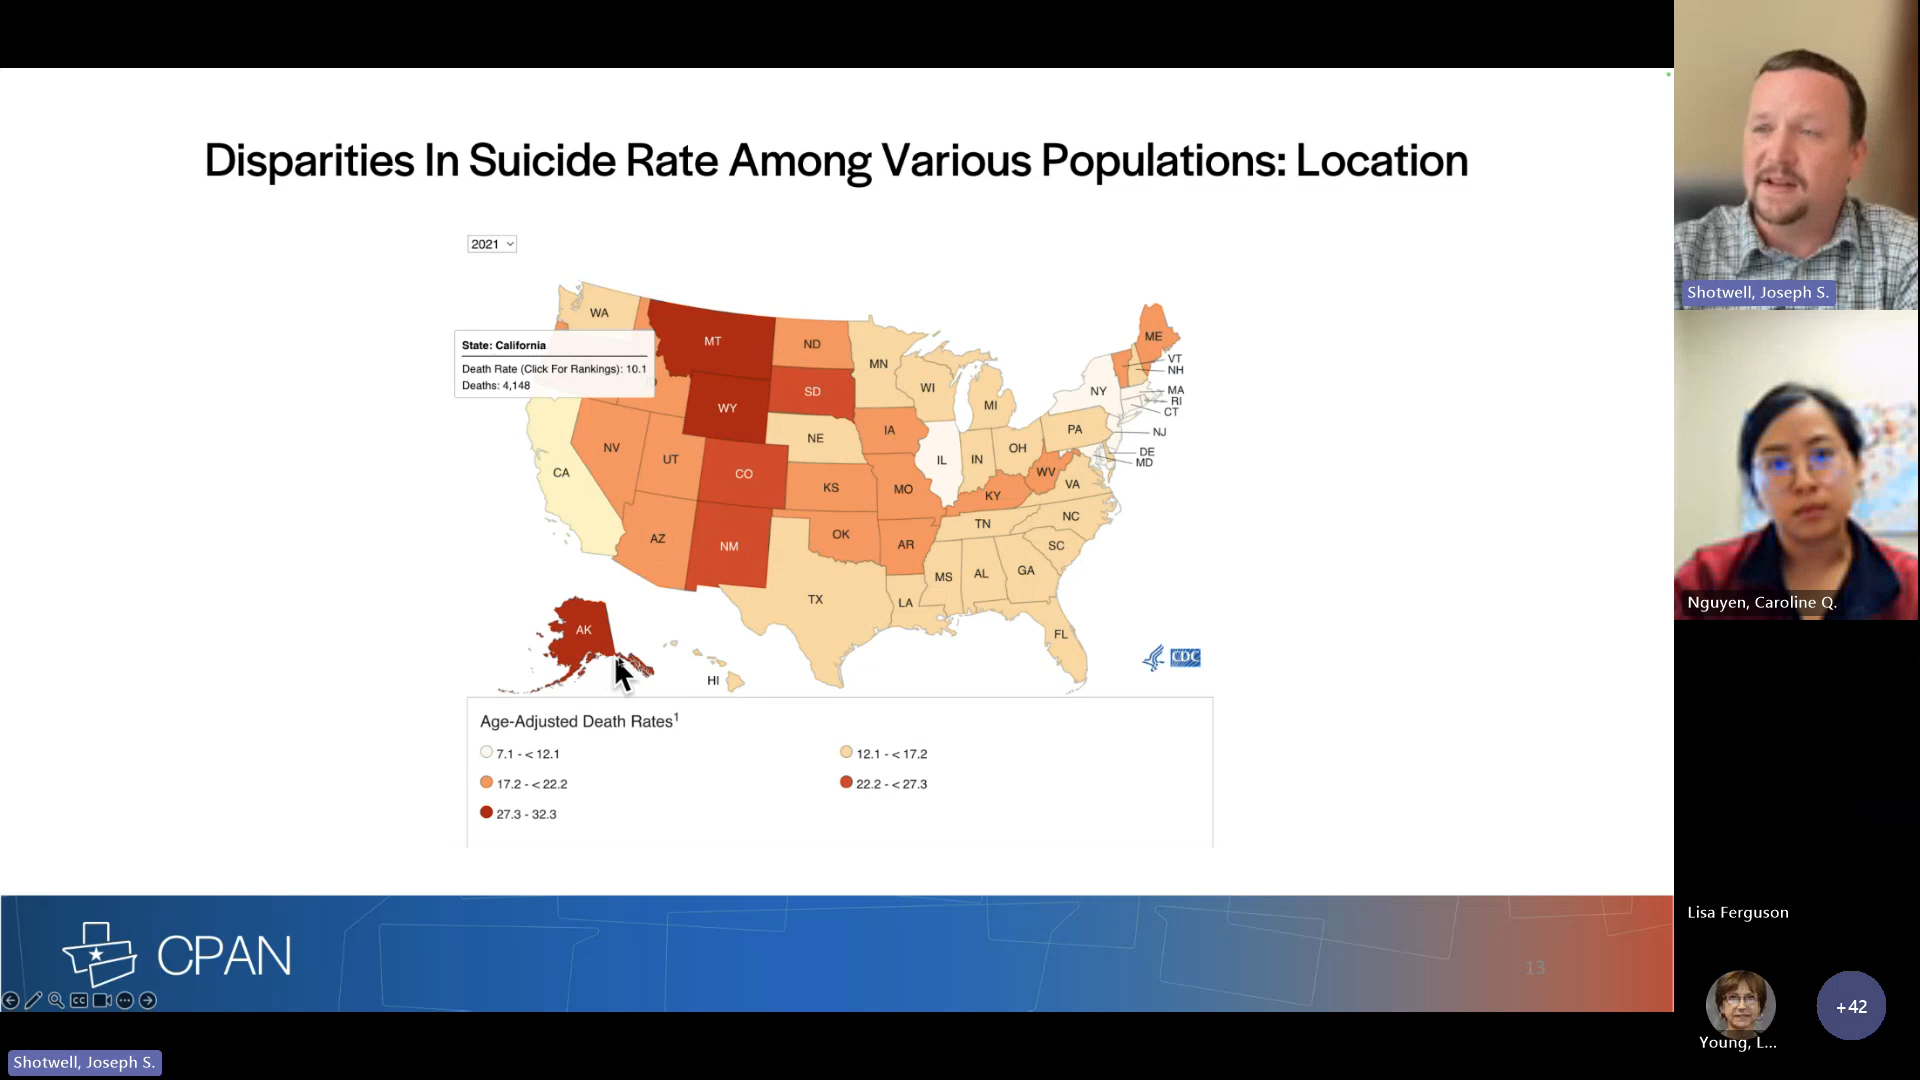 Disparities In Suicide Rate Among Various Populations: Location
2021
State: California
Death Rate (Click For Rankings): 10.1
Deaths: 4,148
WA
MT
ND
MN
SD
WY
WI
MI
ME
VT
NH
NY
MA
RI
CT
NJ
PA
DE
MD
IA
NE
NV
UT
CO
CA
IL
IN
OH
WV
VA
KS
MO
KY
NC
TN
AZ
NM
OK
AR
SC
MS
AL
GA
TX
LA
FL
AK
HI
CDC
Age-Adjusted Death Rates1
7.1 - < 12.1
12.1 - < 17.2
17.2 - < 22.2
22.2 - < 27.3
27.3 - 32.3
CPAN
13
CC
Shotwell, Joseph S.
Shotwell, Joseph S.
Nguyen, Caroline Q.
Lisa Ferguson
+42
Young, L...